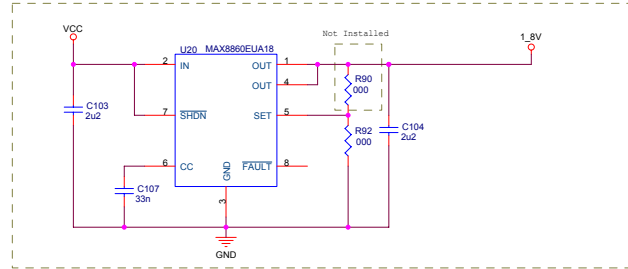 Not Installed
VCC
1_8V
U20 MAX8860EUA18
2 IN OUT 1
OUT 4
R90
000
C103
2u2
7 SHDN SET 5
R92
000
C104
2u2
6 CC
GND
FAULT 8
C107
33n
3
GND